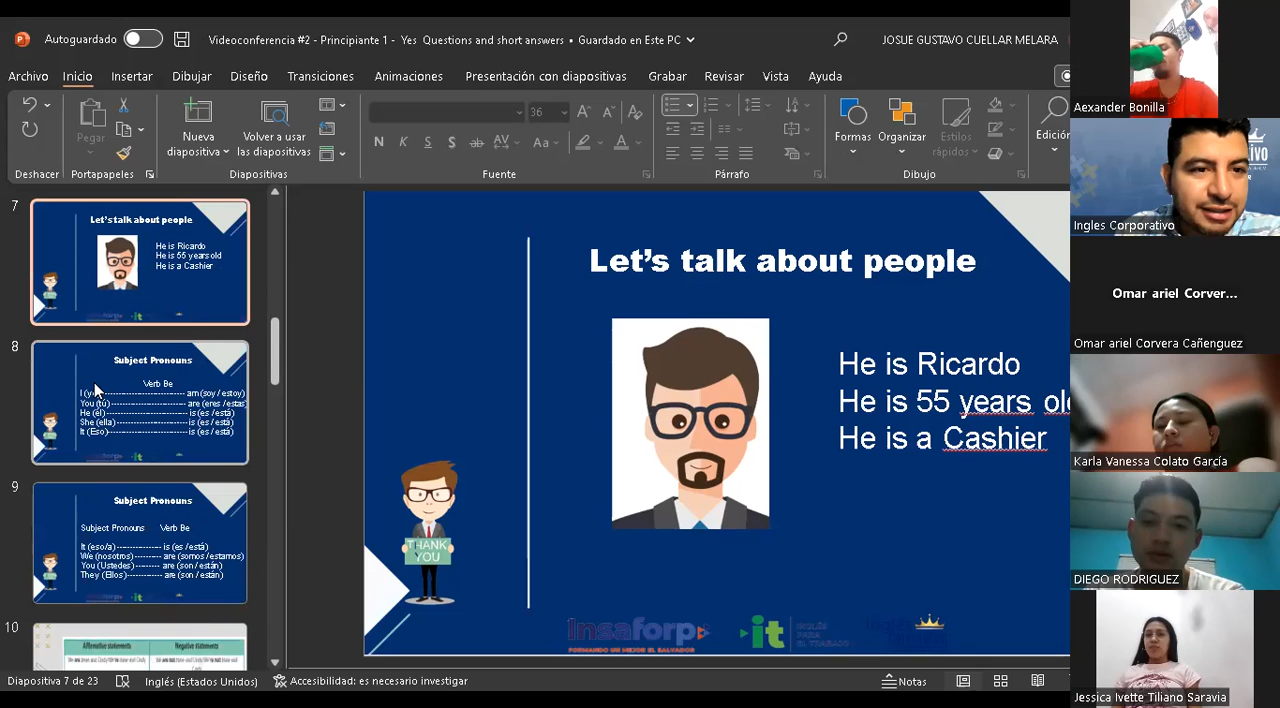 Autoguardado
Videoconferencia #2 - Principiante 1 - Yes Questions and short answers • Guardado en Este PC
JOSUE GUSTAVO CUELLAR MELARA
Archivo Inicio Insertar Dibujar Diseño Transiciones Animaciones Presentación con diapositivas Grabar Revisar Vista Ayuda
Pegar
Nueva diapositiva
Volver a usar las diapositivas
36
N K S S ab AV Aa A
Formas Organizar Estilos rápidos Edición
Deshacer Portapapeles Diapositivas Fuente Párrafo Dibujo
7
Let's talk about people
He is Ricardo
He is 55 years old
He is a Cashier
8
Subject Pronouns
Verb Be
I (y ---- am (soy / estoy)
You (tú) ---- are (eres / estas
He (él) ---- is (es / está)
She (ella) ---- is (es / está)
It (Eso) ---- is (es / está)
9
Subject Pronouns
Subject Pronouns Verb Be
It (eso/a) ---- is (es / está)
We (nosotros) ---- are (somos / estamos)
You (Ustedes) ---- are (son / están)
They (Ellos) ---- are (son / están)
10
Affirmative statements Negative statements
Let's talk about people
He is Ricardo
He is 55 years old
He is a Cashier
THANK
YOU
Insaforp
FORMANDO UN MEJOR EL SALVADOR
it
INGLÉS
PARA
EL TRABAJO
Diapositiva 7 de 23
Inglés (Estados Unidos)
Accesibilidad: es necesario investigar
Notas
Aexander Bonilla
Ingles Corporativo
Omar ariel Corver...
Omar ariel Corvera Cañenguez
Karla Vanessa Colato García
DIEGO RODRIGUEZ
Jessica Ivette Tiliano Saravia